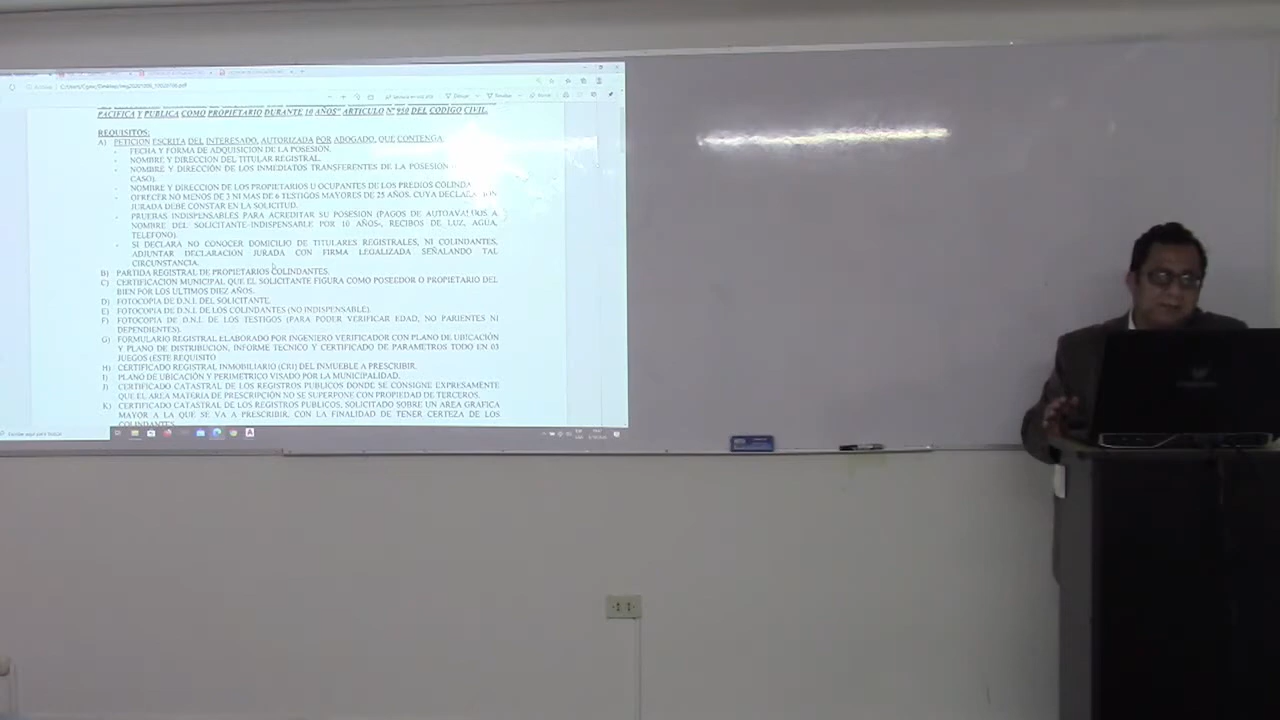 PACIFICA Y PUBLICA COMO PROPIETARIO DURANTE 10 AÑOS" ARTICULO Nº 950 DEL CODIGO CIVIL.
REQUISITOS:
A) PETICION ESCRITA DEL INTERESADO, AUTORIZADA POR ABOGADO, QUE CONTENGA
- FECHA Y FORMA DE ADQUISICION DE LA POSESIÓN.
- NOMBRE Y DIRECCIÓN DEL TITULAR REGISTRAL.
- NOMBRE Y DIRECCIÓN DE LOS INMEDIATOS TRANSFERENTES DE LA POSESION
CASO).
- NOMBRE Y DIRECCION DE LOS PROPIETARIOS U OCUPANTES DE LOS PREDIOS COLINDA
- OFRECER NO MENOS DE 3 NI MAS DE 6 TESTIGOS MAYORES DE 25 AÑOS, CUYA DECLARACION
JURADA DEBE CONSTAR EN LA SOLICITUD.
- PRUEBAS INDISPENSABLES PARA ACREDITAR SU POSESIÓN (PAGOS DE AUTOAVALUOS A
NOMBRE DEL SOLICITANTE-INDISPENSABLE POR 10 AÑOS-, RECIBOS DE LUZ, AGUA,
TELEFONO).
- SI DECLARA NO CONOCER DOMICILIO DE TITULARES REGISTRALES, NI COLINDANTES,
ADJUNTAR DECLARACIÓN JURADA CON FIRMA LEGALIZADA SEÑALANDO TAL
CIRCUNSTANCIA.
B) PARTIDA REGISTRAL DE PROPIETARIOS COLINDANTES.
C) CERTIFICACION MUNICIPAL QUE EL SOLICITANTE FIGURA COMO POSEEDOR O PROPIETARIO DEL
BIEN POR LOS ULTIMOS DIEZ AÑOS.
D) FOTOCOPIA DE D.N.I. DEL SOLICITANTE.
E) FOTOCOPIA DE D.N.I. DE LOS COLINDANTES (NO INDISPENSABLE).
F) FOTOCOPIA DE D.N.I. DE LOS TESTIGOS (PARA PODER VERIFICAR EDAD, NO PARIENTES NI
DEPENDIENTES).
G) FORMULARIO REGISTRAL ELABORADO POR INGENIERO VERIFICADOR CON PLANO DE UBICACIÓN
Y PLANO DE DISTRIBUCION, INFORME TECNICO Y CERTIFICADO DE PARAMETROS TODO EN 03
JUEGOS (ESTE REQUISITO
H) CERTIFICADO REGISTRAL INMOBILIARIO (CRI) DEL INMUEBLE A PRESCRIBIR.
I) PLANO DE UBICACIÓN Y PERIMETRICO VISADO POR LA MUNICIPALIDAD.
J) CERTIFICADO CATASTRAL DE LOS REGISTROS PUBLICOS DONDE SE CONSIGNE EXPRESAMENTE
QUE EL AREA MATERIA DE PRESCRIPCIÓN NO SE SUPERPONE CON PROPIEDAD DE TERCEROS.
K) CERTIFICADO CATASTRAL DE LOS REGISTROS PUBLICOS, SOLICITADO SOBRE UN AREA GRAFICA
MAYOR A LA QUE SE VA A PRESCRIBIR, CON LA FINALIDAD DE TENER CERTEZA DE LOS
COLINDANTES